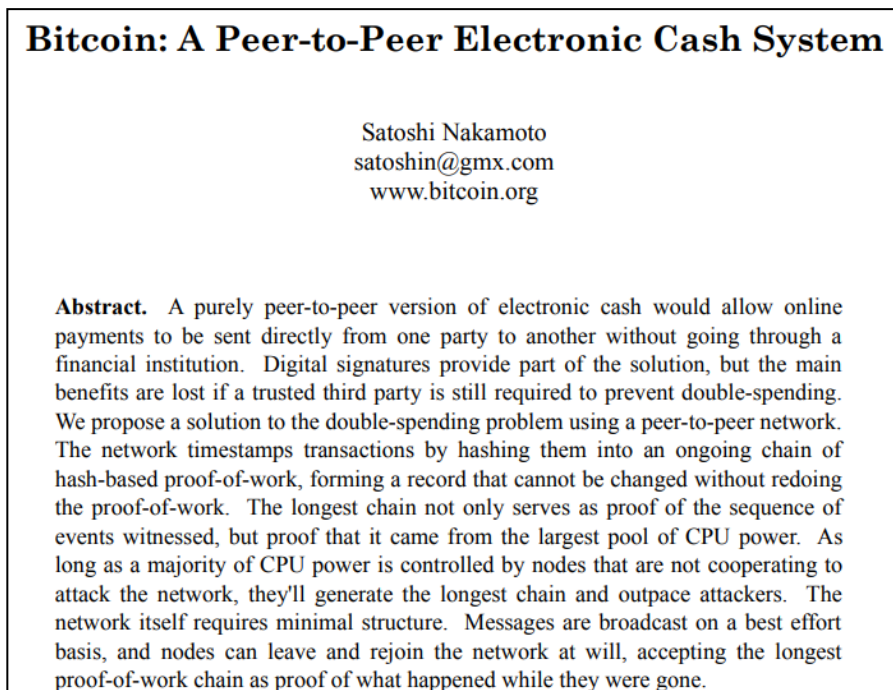 Bitcoin: A Peer-to-Peer Electronic Cash System
Satoshi Nakamoto
satoshin@gmx.com
www.bitcoin.org
Abstract. A purely peer-to-peer version of electronic cash would allow online
payments to be sent directly from one party to another without going through a
financial institution. Digital signatures provide part of the solution, but the main
benefits are lost if a trusted third party is still required to prevent double-spending.
We propose a solution to the double-spending problem using a peer-to-peer network.
The network timestamps transactions by hashing them into an ongoing chain of
hash-based proof-of-work, forming a record that cannot be changed without redoing
the proof-of-work. The longest chain not only serves as proof of the sequence of
events witnessed, but proof that it came from the largest pool of CPU power. As
long as a majority of CPU power is controlled by nodes that are not cooperating to
attack the network, they'll generate the longest chain and outpace attackers. The
network itself requires minimal structure. Messages are broadcast on a best effort
basis, and nodes can leave and rejoin the network at will, accepting the longest
proof-of-work chain as proof of what happened while they were gone.